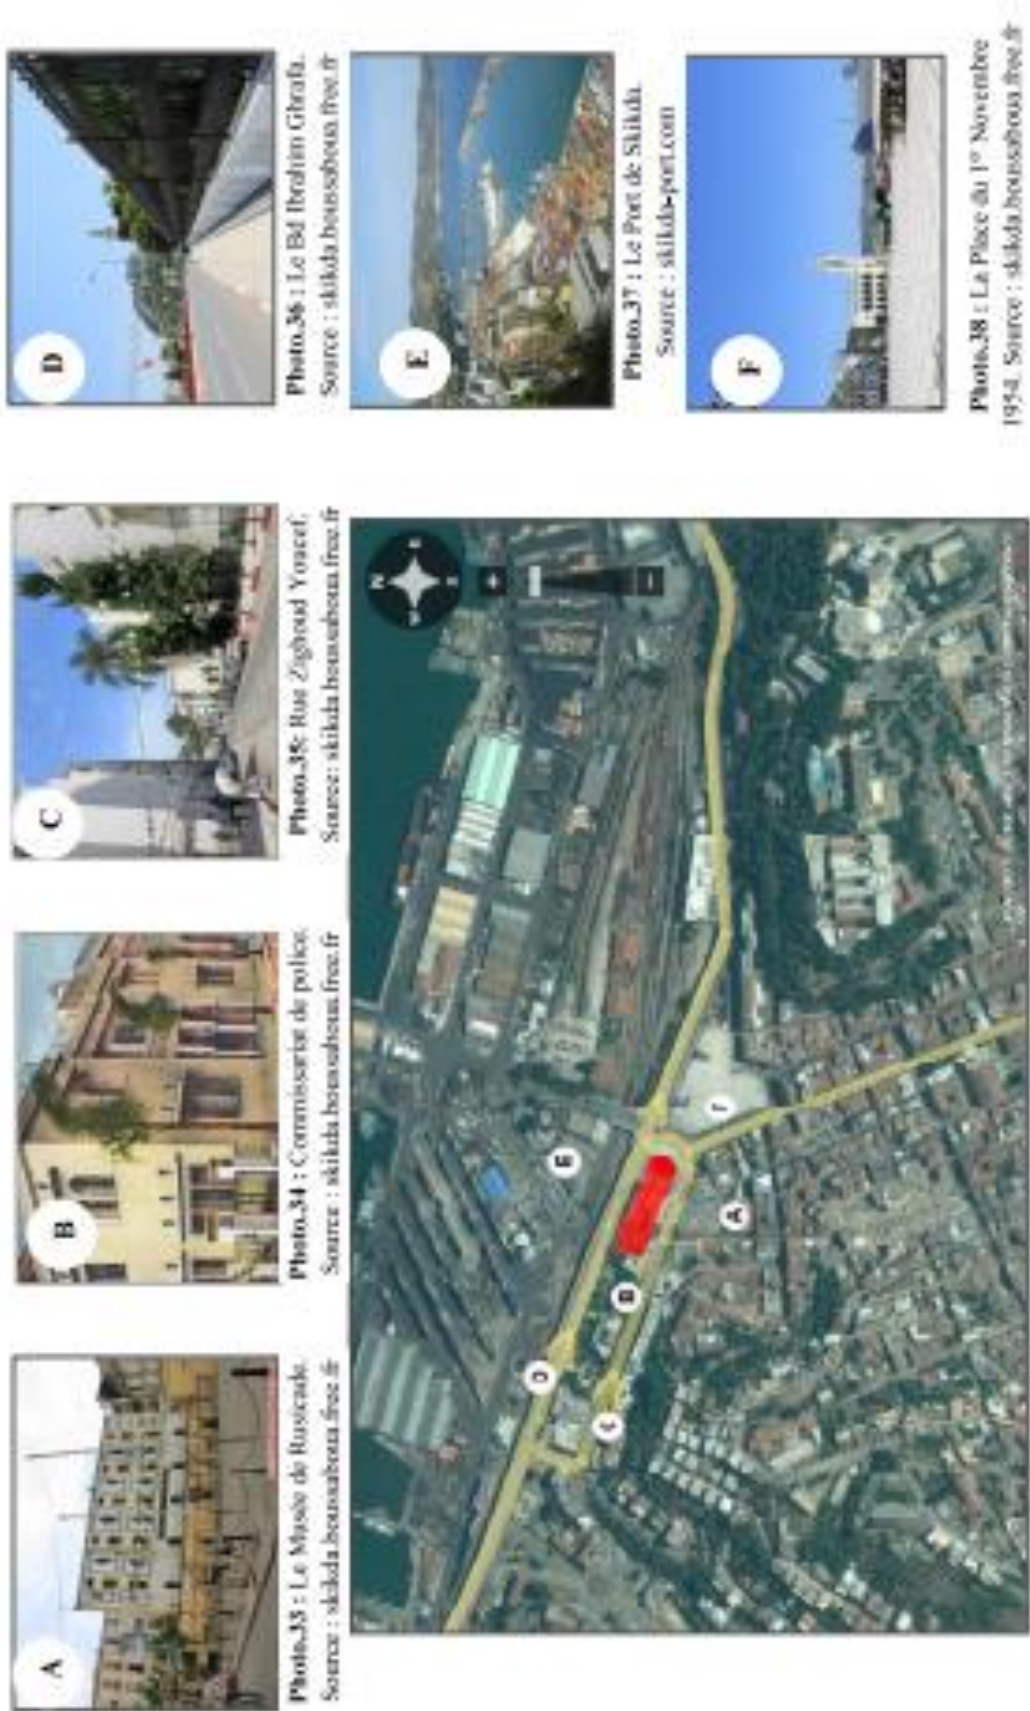 A
Photo.33 : Le Musée de Rusicade.
Source : skikda.boussaboua.free.fr
B
Photo.34 : Commissariat de police.
Source : skikda.boussaboua.free.fr
C
Photo.35: Rue Zighoud Youcef.
Source: skikda.boussaboua.free.fr
D
Photo.36 : Le Bd Ibrahim Ghrafa.
Source : skikda.boussaboua.free.fr
E
Photo.37 : Le Port de Skikda.
Source : skikda-port.com
F
Photo.38 : La Place du 1er Novembre
1954. Source : skikda.boussaboua.free.fr
N
E
S
W
+
−
D
E
C
B
F
A